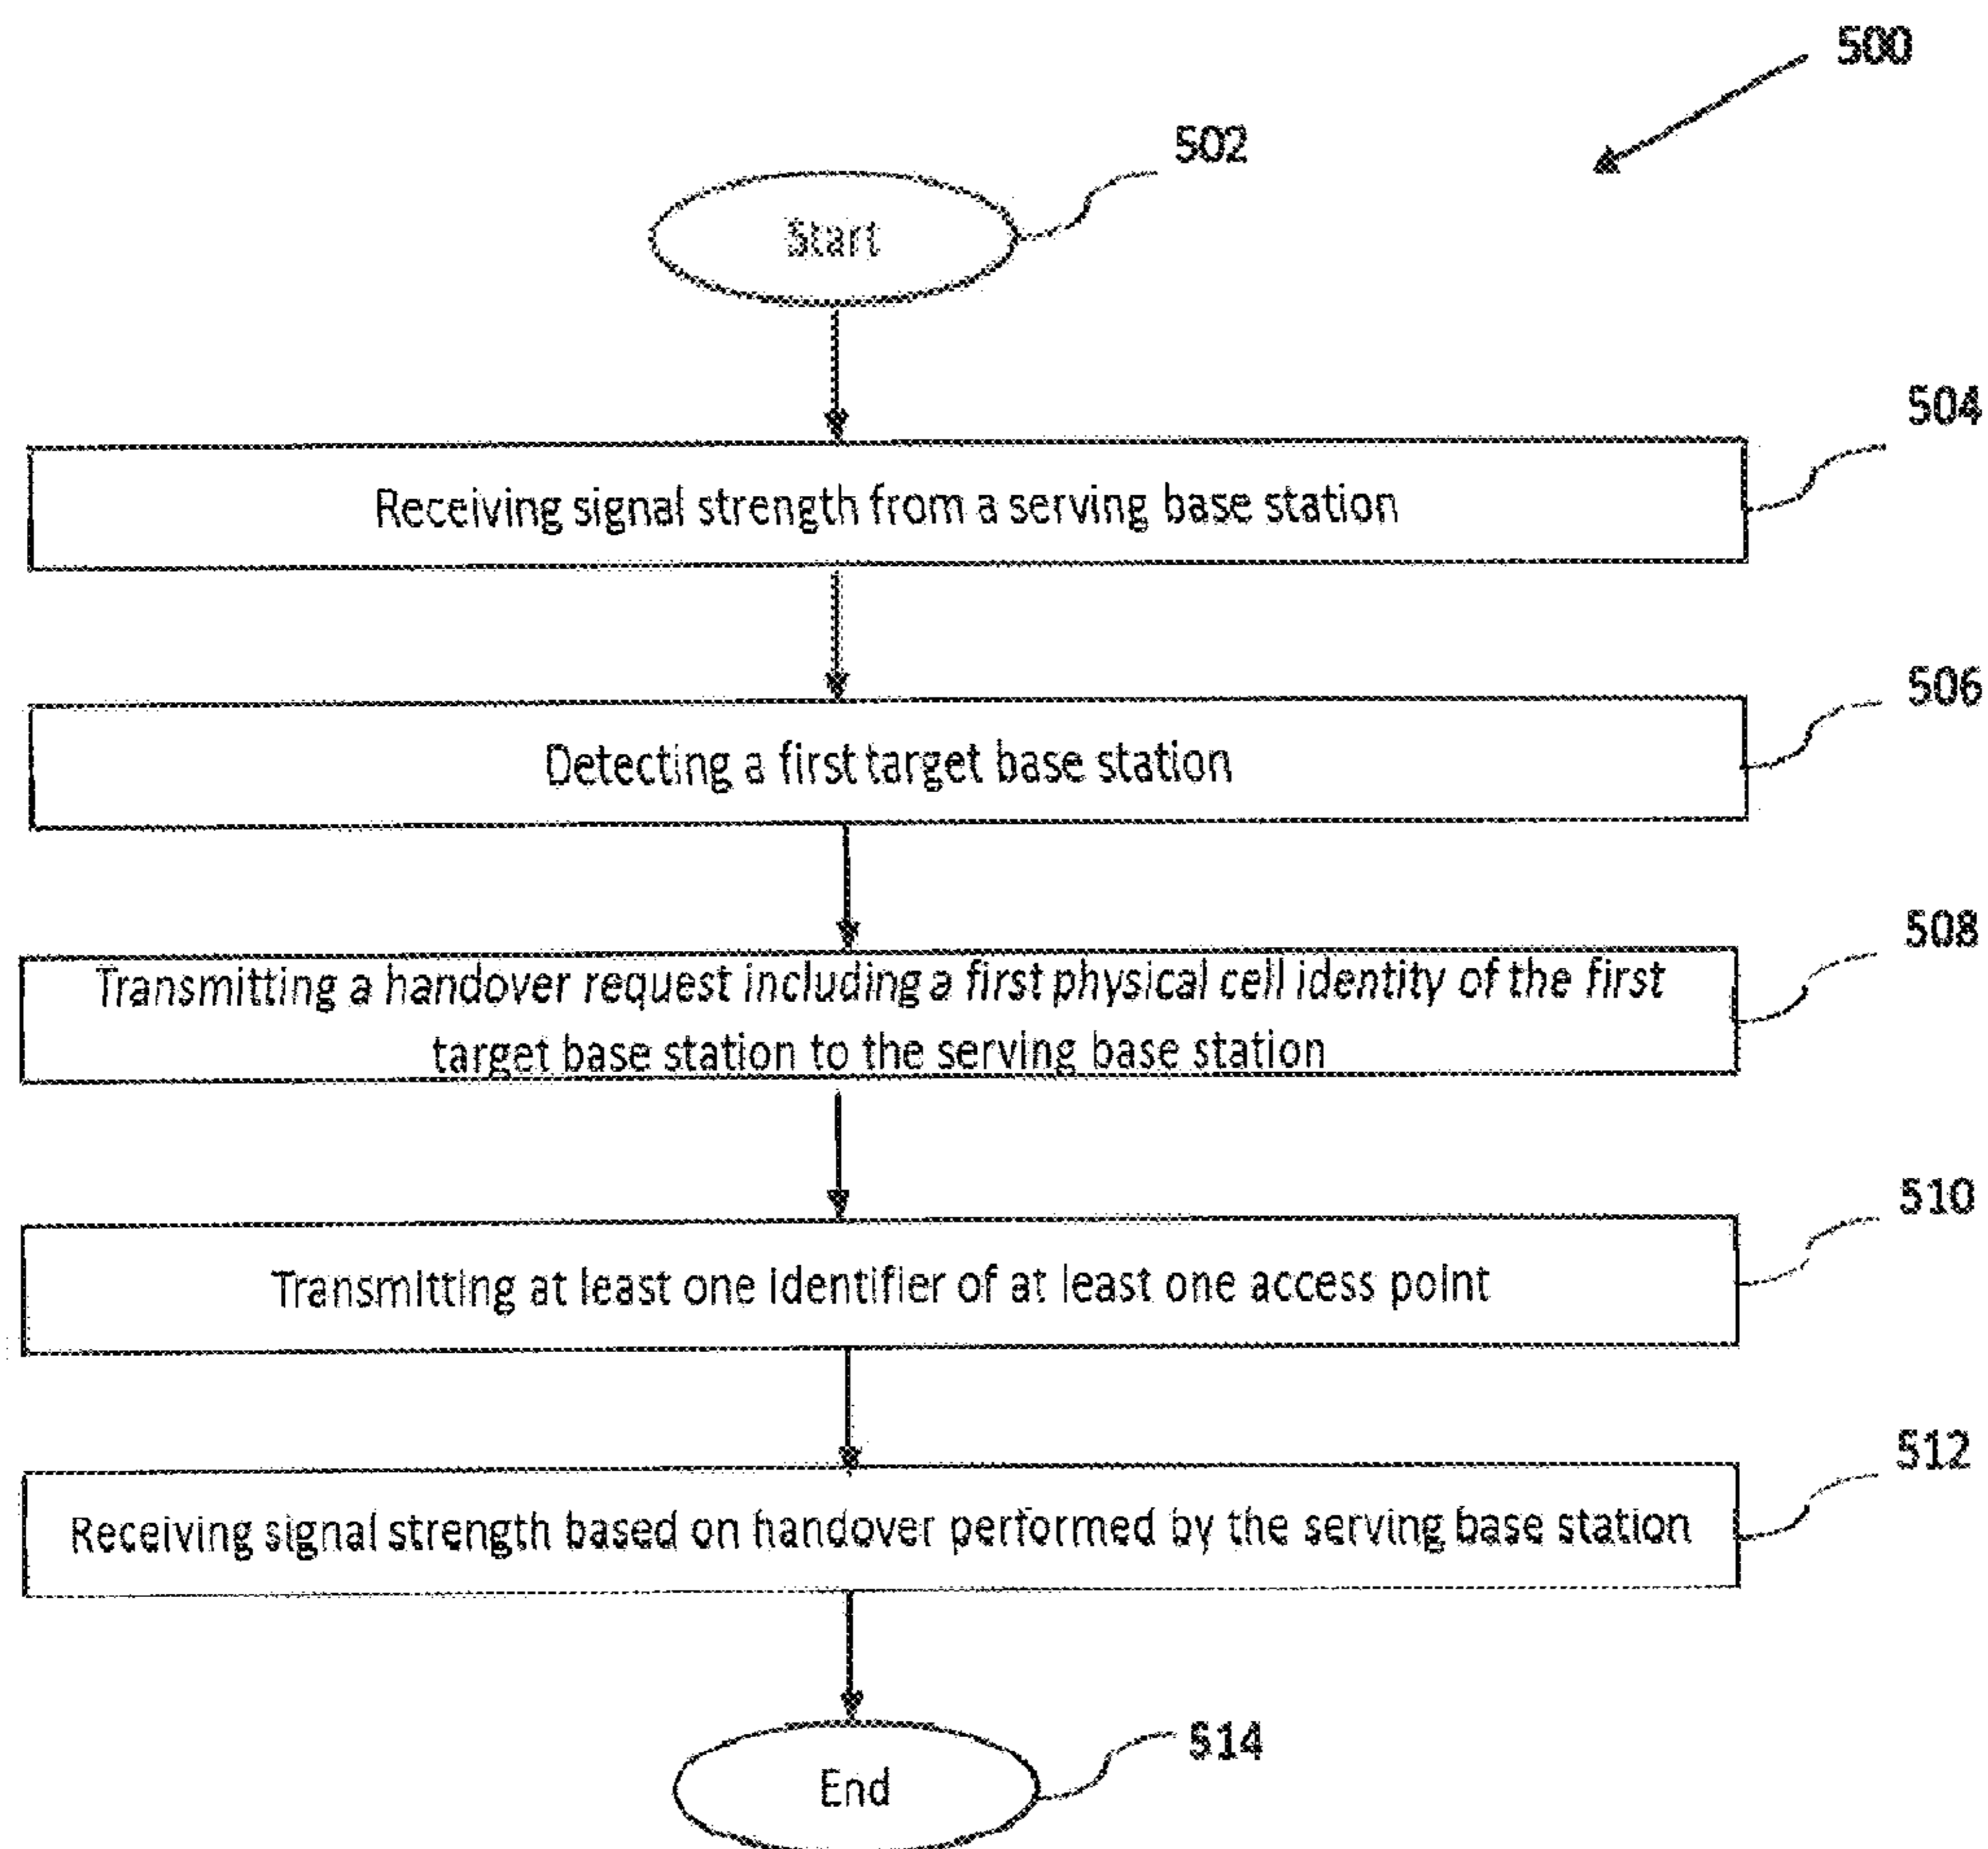 500
502
Start
504
Receiving signal strength from a serving base station
506
Detecting a first target base station
508
Transmitting a handover request including a first physical cell identity of the first
target base station to the serving base station
510
Transmitting at least one identifier of at least one access point
512
Receiving signal strength based on handover performed by the serving base station
514
End